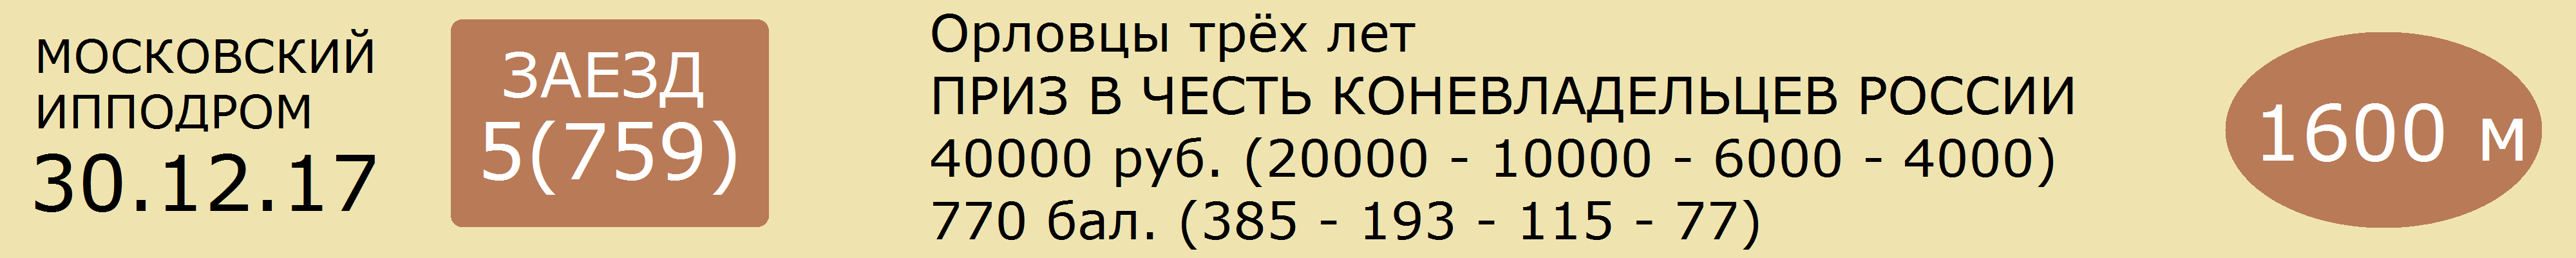 МОСКОВСКИЙ
ИППОДРОМ
30.12.17
ЗАЕЗД
5(759)
Орловцы трёх лет
ПРИЗ В ЧЕСТЬ КОНЕВЛАДЕЛЬЦЕВ РОССИИ
40000 руб. (20000 - 10000 - 6000 - 4000)
770 бал. (385 - 193 - 115 - 77)
1600 м